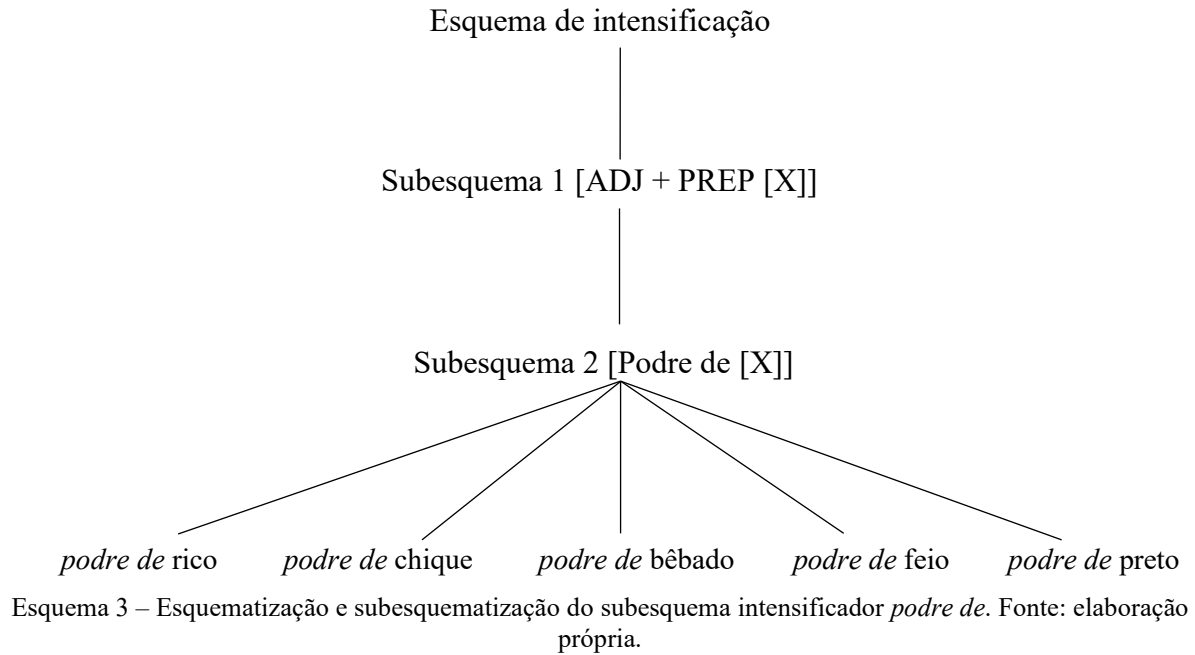 Esquema de intensificação
Subesquema 1 [ADJ + PREP [X]]
Subesquema 2 [Podre de [X]]
podre de rico podre de chique podre de bêbado podre de feio podre de preto
Esquema 3 – Esquematização e subesquematização do subesquema intensificador podre de. Fonte: elaboração
própria.